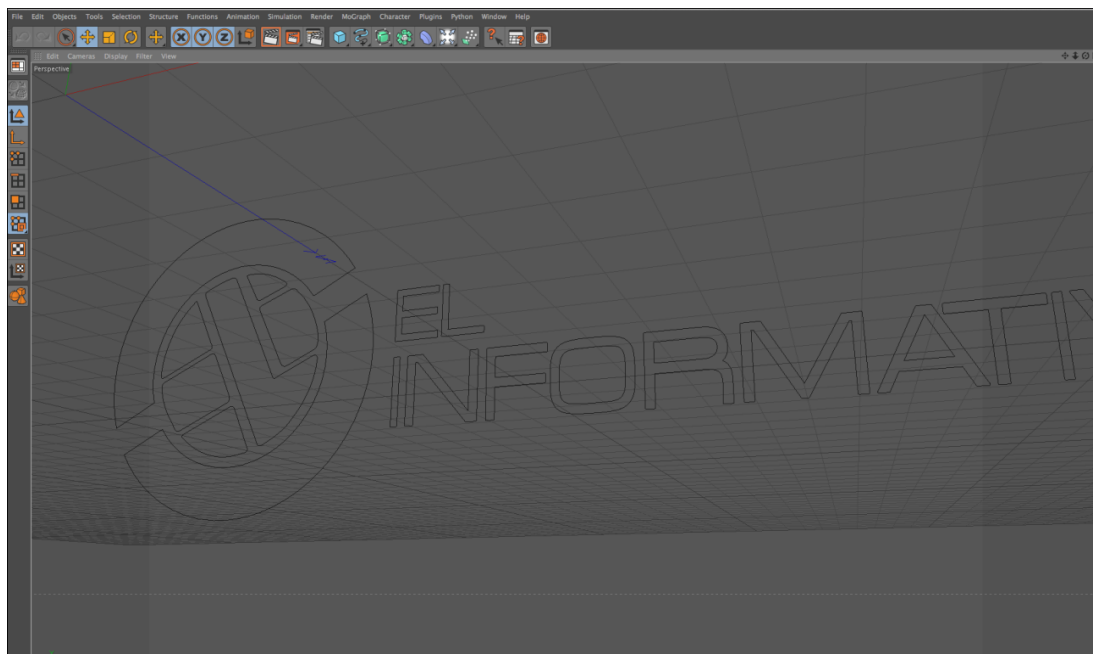 File Edit Objects Tools Selection Structure Functions Animation Simulation Render MoGraph Character Plugins Python Window Help
X Y Z
Edit Cameras Display Filter View
Perspective
EL
INFORMATIV